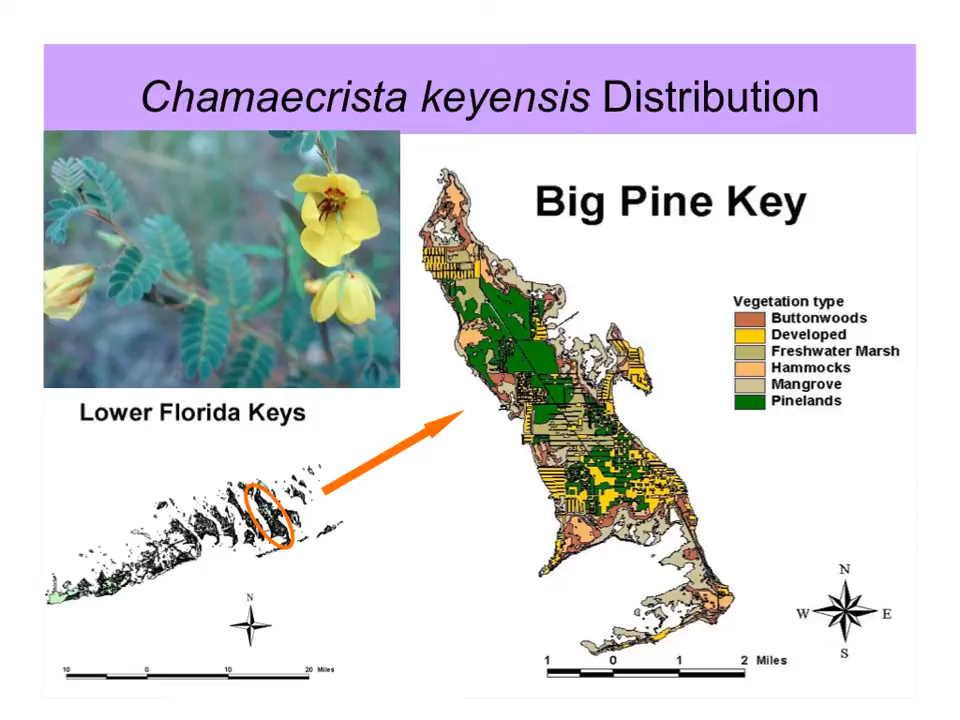 Chamaecrista keyensis Distribution
Big Pine Key
Vegetation type
Buttonwoods
Developed
Freshwater Marsh
Hammocks
Mangrove
Pinelands
Lower Florida Keys
N
10 0 10 20 Miles
N
W E
S
1 0 1 2 Miles